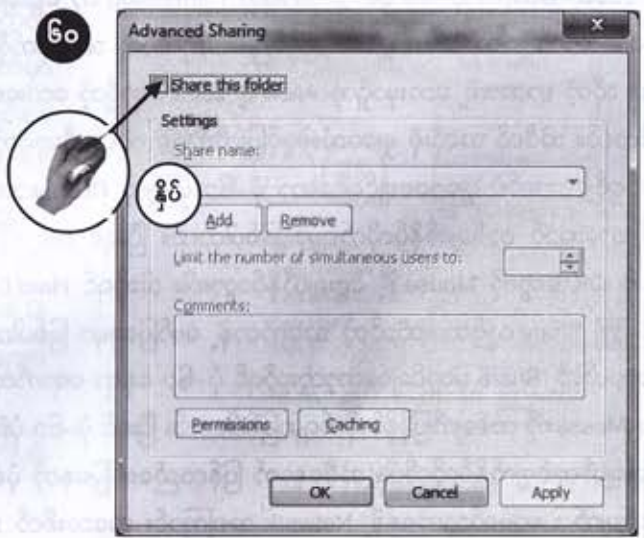 ၆၀
Advanced Sharing
Share this folder
Settings
Share name:
နှိပ်
Add Remove
Limit the number of simultaneous users to:
Comments:
Permissions Caching
OK Cancel Apply